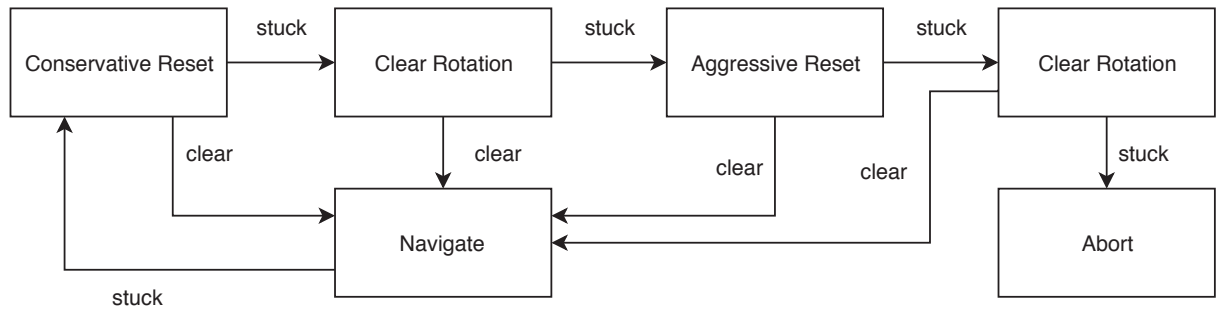 stuck
stuck
stuck
Conservative Reset
Clear Rotation
Aggressive Reset
Clear Rotation
clear
clear
clear
clear
stuck
Navigate
Abort
stuck